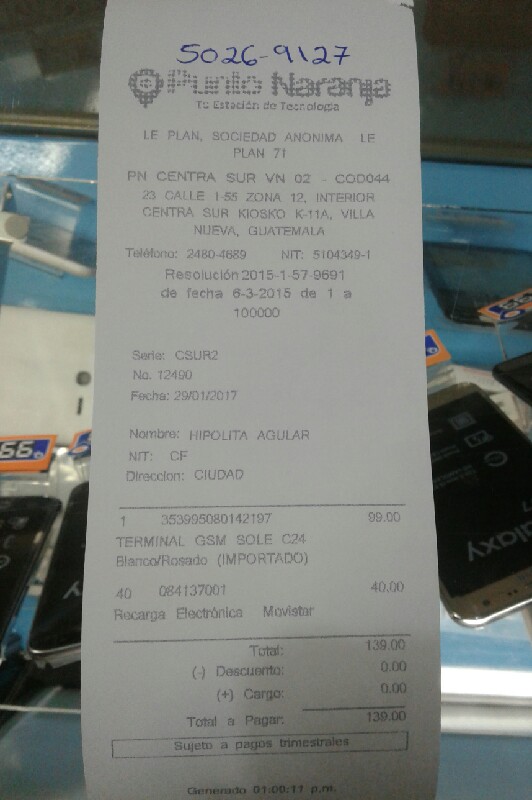 5026-9127
Punto Naranja
Tu Estación de Tecnología
LE PLAN, SOCIEDAD ANONIMA LE
PLAN 71
PN CENTRA SUR VN 02 - COD044
23 CALLE 1-55 ZONA 12, INTERIOR
CENTRA SUR KIOSKO K-11A, VILLA
NUEVA, GUATEMALA
Teléfono: 2480-4689 NIT: 5104349-1
Resolución 2015-1-57-9691
de fecha 6-3-2015 de 1 a
100000
Serie: CSUR2
No. 12490
Fecha: 29/01/2017
Nombre: HIPOLITA AGULAR
NIT: CF
Direccion: CIUDAD
1 353995080142197 99.00
TERMINAL GSM SOLE C24
Blanco/Rosado (IMPORTADO)
40 084137001 40.00
Recarga Electrónica Movistar
Total: 139.00
(-) Descuento: 0.00
(+) Cargo: 0.00
Total a Pagar: 139.00
Sujeto a pagos trimestrales
Generado 01:00:11 p.m.